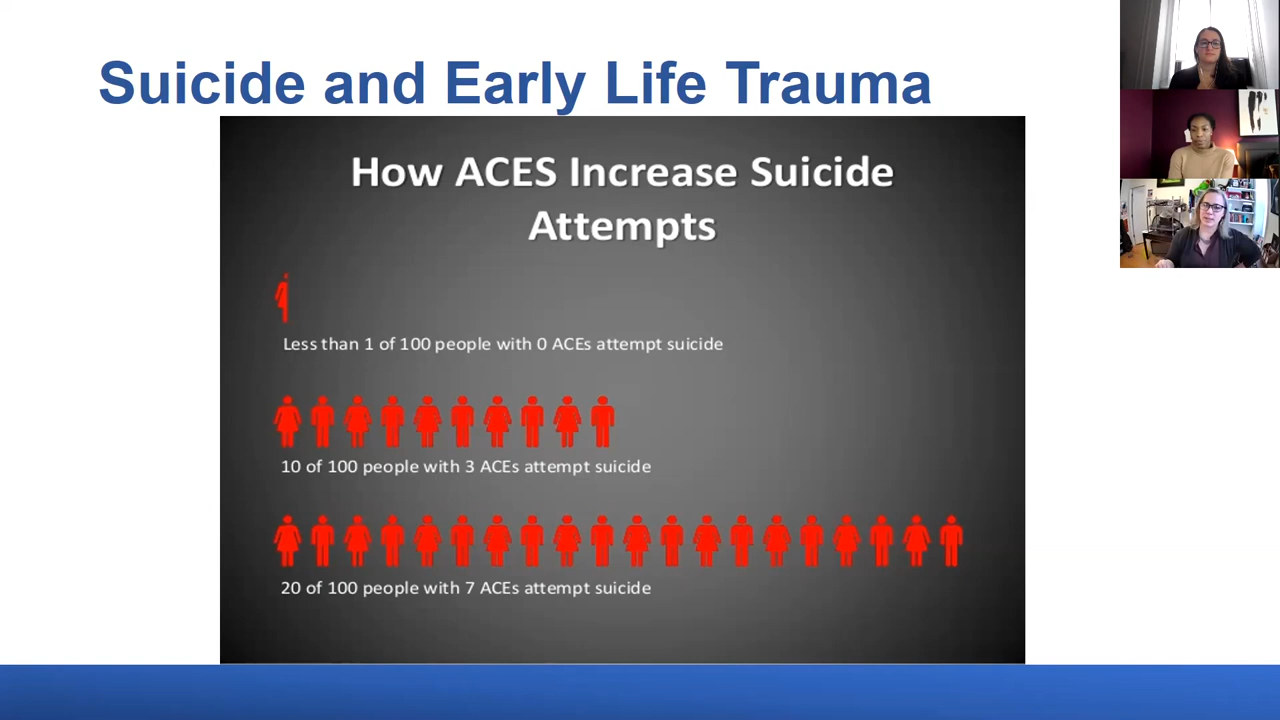 Suicide and Early Life Trauma
How ACES Increase Suicide
Attempts
Less than 1 of 100 people with 0 ACEs attempt suicide
10 of 100 people with 3 ACEs attempt suicide
20 of 100 people with 7 ACEs attempt suicide